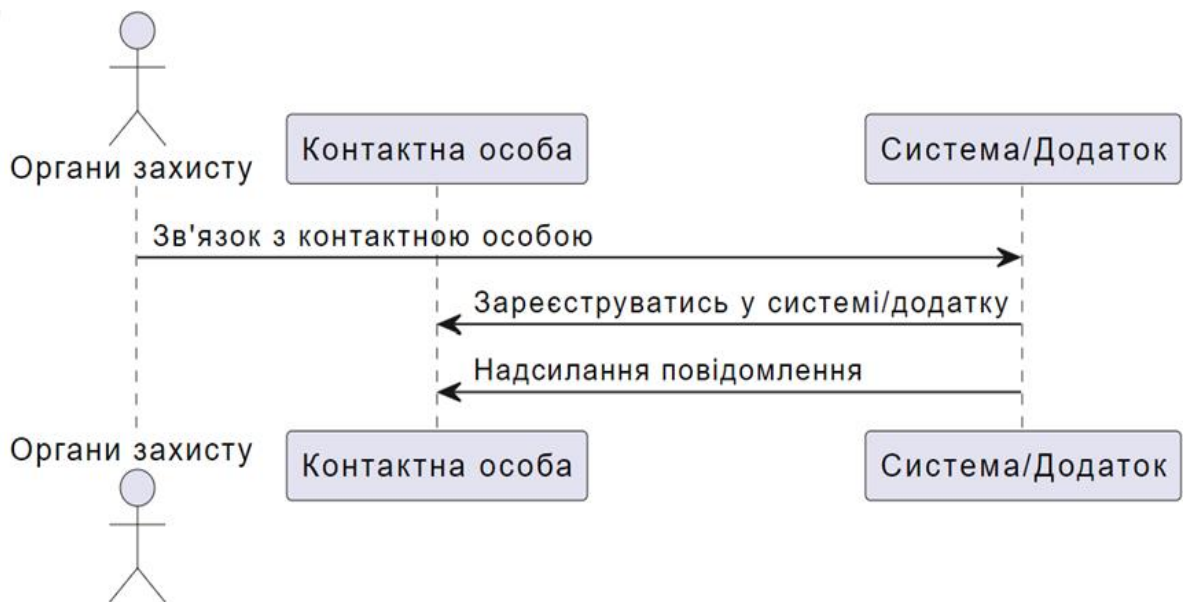 Органи захисту
Контактна особа
Система/Додаток
Зв'язок з контактною особою
Зареєструватись у системі/додатку
Надсилання повідомлення
Органи захисту
Контактна особа
Система/Додаток